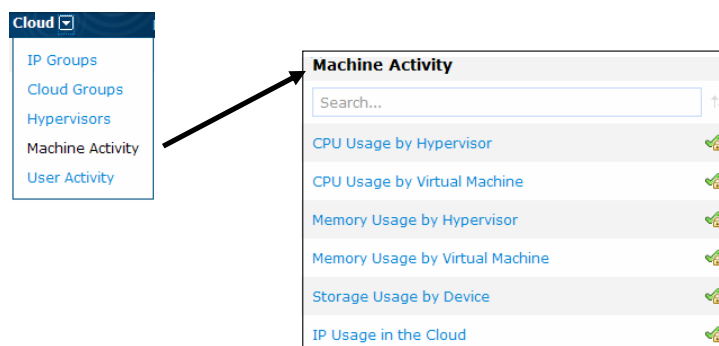 Cloud
IP Groups
Cloud Groups
Hypervisors
Machine Activity
User Activity
Machine Activity
Search...
CPU Usage by Hypervisor
CPU Usage by Virtual Machine
Memory Usage by Hypervisor
Memory Usage by Virtual Machine
Storage Usage by Device
IP Usage in the Cloud